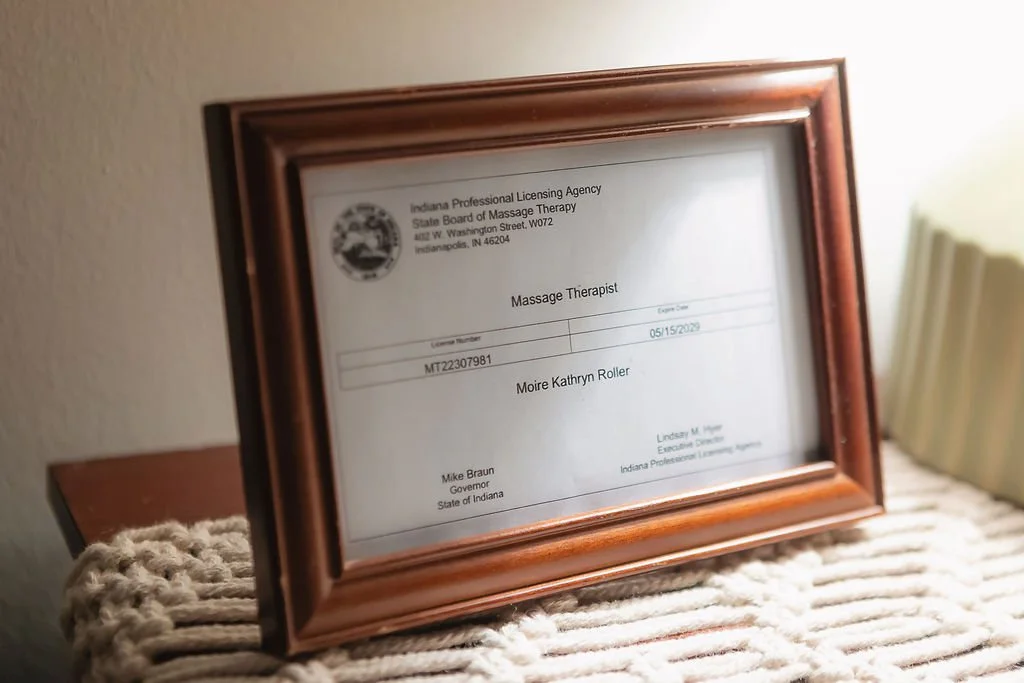 Indiana Professional Licensing Agency
State Board of Massage Therapy
402 W. Washington Street, W072
Indianapolis, IN 46204
Massage Therapist
License Number
Expire Date
MT22307981
05/15/2029
Moire Kathryn Roller
Mike Braun
Governor
State of Indiana
Lindsay M. Hyer
Executive Director
Indiana Professional Licensing Agency